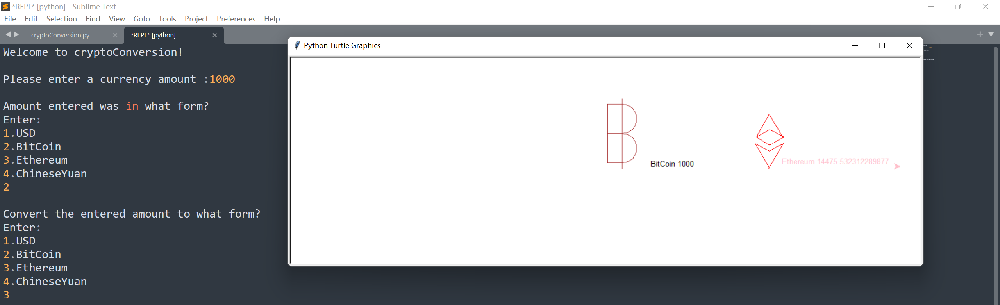 *REPL* [python] - Sublime Text
File Edit Selection Find View Goto Tools Project Preferences Help
cryptoConversion.py
*REPL* [python]
Welcome to cryptoConversion!
Please enter a currency amount :1000
Amount entered was in what form?
Enter:
1.USD
2.BitCoin
3.Ethereum
4.ChineseYuan
2
Convert the entered amount to what form?
Enter:
1.USD
2.BitCoin
3.Ethereum
4.ChineseYuan
3
Python Turtle Graphics
BitCoin 1000
Ethereum 14475.532312289877